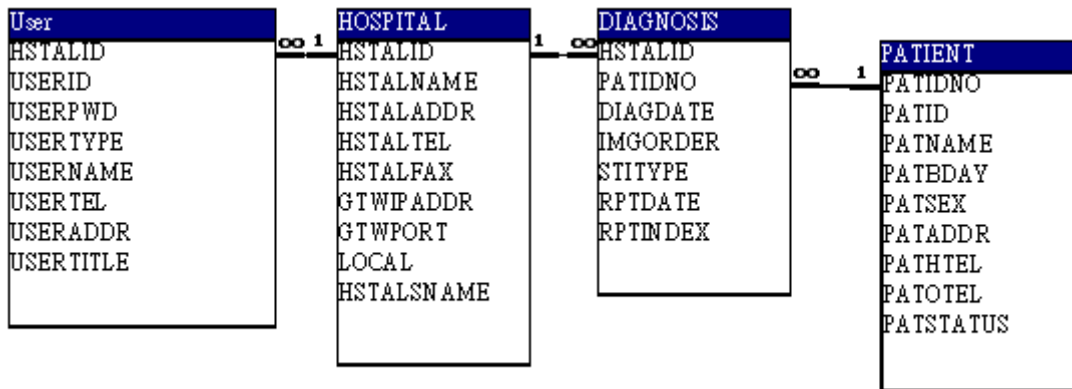 User
HSTALID
USERID
USERPWD
USERTYPE
USERNAME
USERTEL
USERADDR
USERTITLE
∞ 1
HOSPITAL
HSTALID
HSTALNAME
HSTALADDR
HSTALTEL
HSTALFAX
GTWIPADDR
GTWPORT
LOCAL
HSTALSNAME
1 ∞
DIAGNOSIS
HSTALID
PATIDNO
DIAGDATE
IMGORDER
STITYPE
RPTDATE
RPTINDEX
∞ 1
PATIENT
PATIDNO
PATID
PATNAME
PATBDAY
PATSEX
PATADDR
PATHTEL
PATOTEL
PATSTATUS